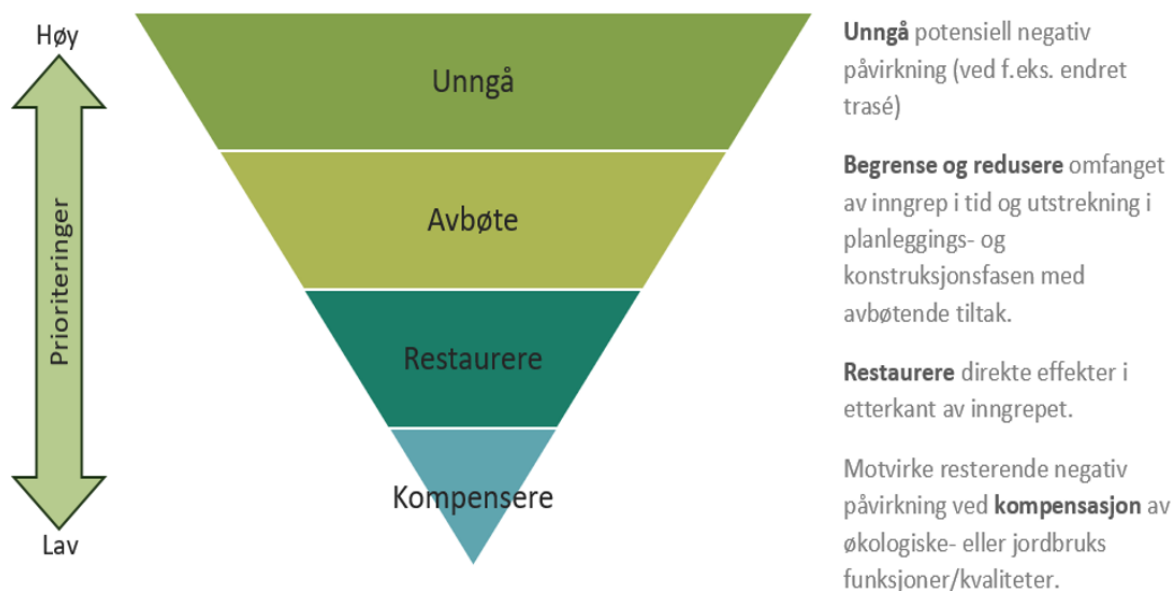 Høy
Prioriteringer
Lav
Unngå
Avbøte
Restaurere
Kompensere
Unngå potensiell negativ
påvirkning (ved f.eks. endret
trasé)
Begrense og redusere omfanget
av inngrep i tid og utstrekning i
planleggings- og
konstruksjonsfasen med
avbøtende tiltak.
Restaurere direkte effekter i
etterkant av inngrepet.
Motvirke resterende negativ
påvirkning ved kompensasjon av
økologiske- eller jordbruks
funksjoner/kvaliteter.